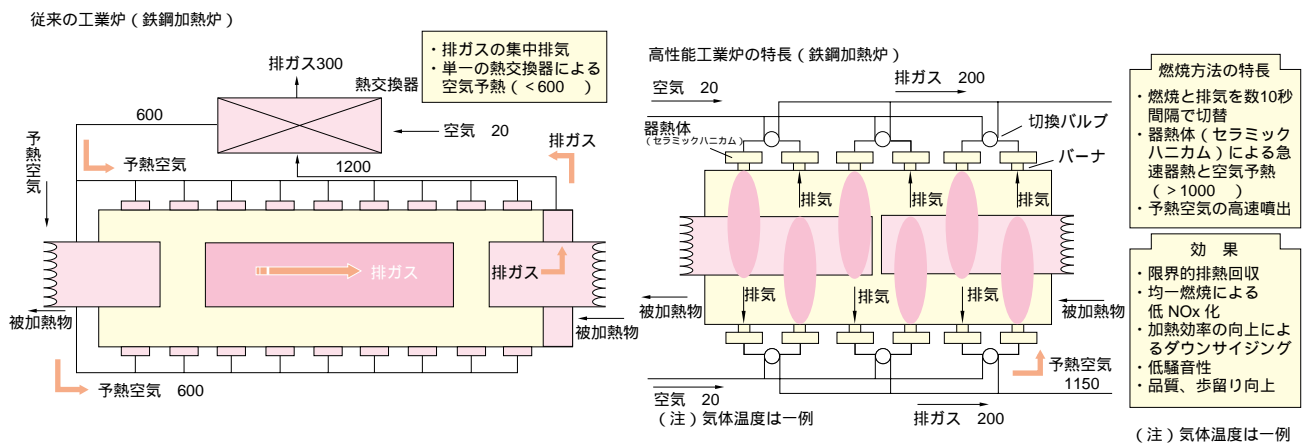 従来の工業炉（鉄鋼加熱炉）
・排ガスの集中排気
・単一の熱交換器による
空気予熱（<600　）
排ガス300
熱交換器
600
空気　20
排ガス
予熱空気
予熱空気
1200
排ガス
排ガス
被加熱物
被加熱物
予熱空気　600
高性能工業炉の特長（鉄鋼加熱炉）
排ガス　200
空気　20
器熱体
（セラミックハニカム）
切換バルブ
バーナ
排気
排気
排気
排気
排気
排気
被加熱物
被加熱物
予熱空気
1150
空気　20
排ガス　200
（注）気体温度は一例
燃焼方法の特長
・燃焼と排気を数10秒
間隔で切替
・器熱体（セラミック
ハニカム）による急
速器熱と空気予熱
（>1000　）
・予熱空気の高速噴出
効　果
・限界的排熱回収
・均一燃焼による
低 NOx 化
・加熱効率の向上によ
るダウンサイジング
・低騒音性
・品質、歩留り向上
（注）気体温度は一例